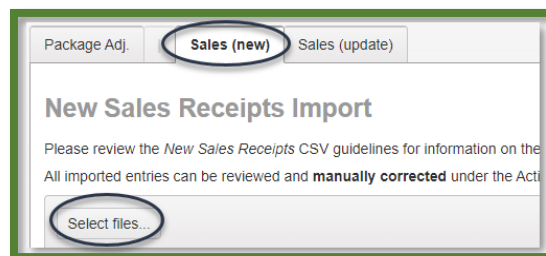 Package Adj. Sales (new) Sales (update)
New Sales Receipts Import
Please review the New Sales Receipts CSV guidelines for information on the
All imported entries can be reviewed and manually corrected under the Acti
Select files...